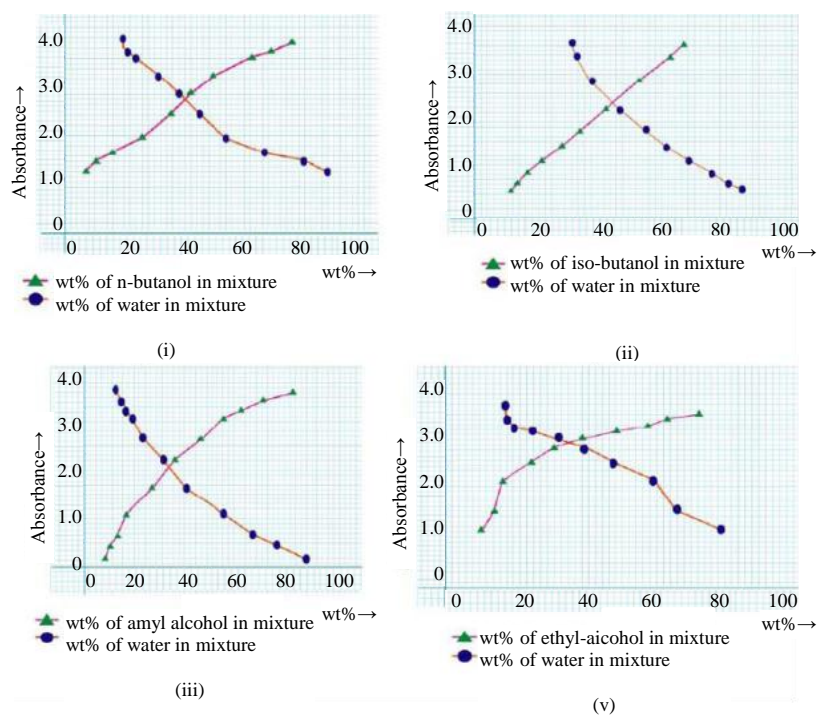 4.0
3.0
2.0
1.0
0
Absorbance→
0 20 40 60 80 100
wt%→
wt% of n-butanol in mixture
wt% of water in mixture
(i)
4.0
3.0
2.0
1.0
0
Absorbance→
0 20 40 60 80 100
wt%→
wt% of iso-butanol in mixture
wt% of water in mixture
(ii)
4.0
3.0
2.0
1.0
0
Absorbance→
0 20 40 60 80 100
wt%→
wt% of amyl alcohol in mixture
wt% of water in mixture
(iii)
4.0
3.0
2.0
1.0
0
Absorbance→
0 20 40 60 80 100
wt%→
wt% of ethyl-aicohol in mixture
wt% of water in mixture
(v)